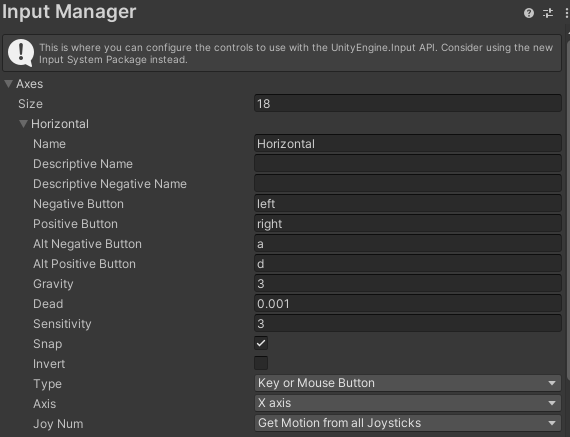 Input Manager
This is where you can configure the controls to use with the UnityEngine.Input API. Consider using the new
Input System Package instead.
Axes
Size 18
Horizontal
Name Horizontal
Descriptive Name
Descriptive Negative Name
Negative Button left
Positive Button right
Alt Negative Button a
Alt Positive Button d
Gravity 3
Dead 0.001
Sensitivity 3
Snap
Invert
Type Key or Mouse Button
Axis X axis
Joy Num Get Motion from all Joysticks